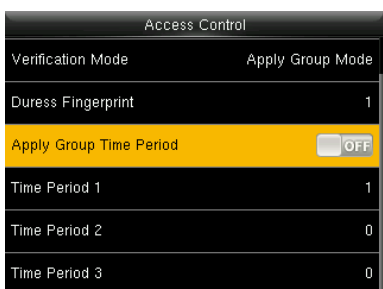 Access Control
Verification Mode Apply Group Mode
Duress Fingerprint 1
Apply Group Time Period OFF
Time Period 1 1
Time Period 2 0
Time Period 3 0